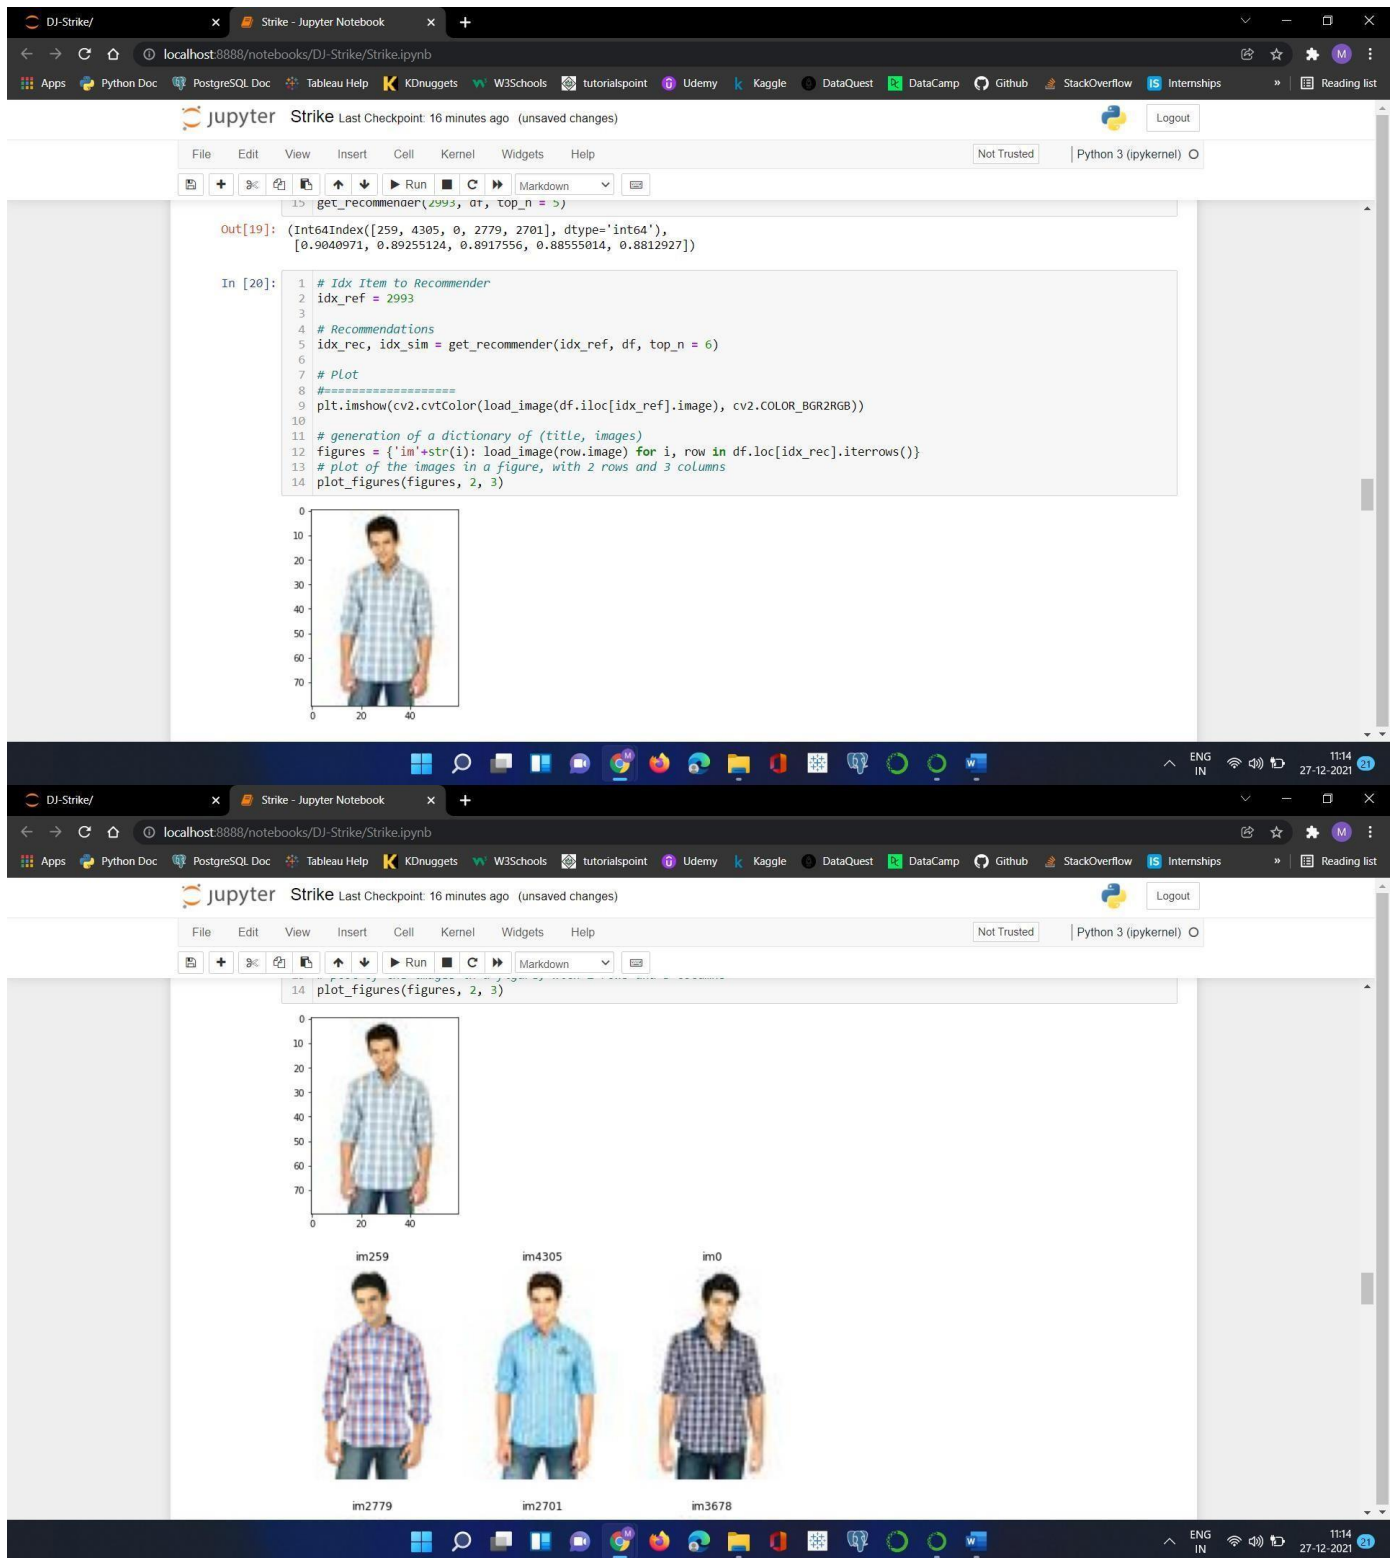 DJ-Strike/
Strike - Jupyter Notebook
localhost:8888/notebooks/DJ-Strike/Strike.ipynb
M
Apps Python Doc PostgreSQL Doc Tableau Help KDnuggets W3Schools tutorialspoint Udemy Kaggle DataQuest DataCamp Github StackOverflow IS Internships » Reading list
jupyter Strike Last Checkpoint: 16 minutes ago (unsaved changes) Logout
File Edit View Insert Cell Kernel Widgets Help Not Trusted Python 3 (ipykernel)
Run Markdown
15 get_recommender(2993, df, top_n = 5)
Out[19]: (Int64Index([259, 4305, 0, 2779, 2701], dtype='int64'),
[0.9040971, 0.89255124, 0.8917556, 0.88555014, 0.8812927])
In [20]: 1 # Idx Item to Recommender
2 idx_ref = 2993
3
4 # Recommendations
5 idx_rec, idx_sim = get_recommender(idx_ref, df, top_n = 6)
6
7 # Plot
8 #===================
9 plt.imshow(cv2.cvtColor(load_image(df.iloc[idx_ref].image), cv2.COLOR_BGR2RGB))
10
11 # generation of a dictionary of (title, images)
12 figures = {'im'+str(i): load_image(row.image) for i, row in df.loc[idx_rec].iterrows()}
13 # plot of the images in a figure, with 2 rows and 3 columns
14 plot_figures(figures, 2, 3)
0
10
20
30
40
50
60
70
0 20 40
ENG
IN
11:14
27-12-2021
21
DJ-Strike/
Strike - Jupyter Notebook
localhost:8888/notebooks/DJ-Strike/Strike.ipynb
M
Apps Python Doc PostgreSQL Doc Tableau Help KDnuggets W3Schools tutorialspoint Udemy Kaggle DataQuest DataCamp Github StackOverflow IS Internships » Reading list
jupyter Strike Last Checkpoint: 16 minutes ago (unsaved changes) Logout
File Edit View Insert Cell Kernel Widgets Help Not Trusted Python 3 (ipykernel)
Run Markdown
14 plot_figures(figures, 2, 3)
0
10
20
30
40
50
60
70
0 20 40
im259 im4305 im0
im2779 im2701 im3678
ENG
IN
11:14
27-12-2021
21